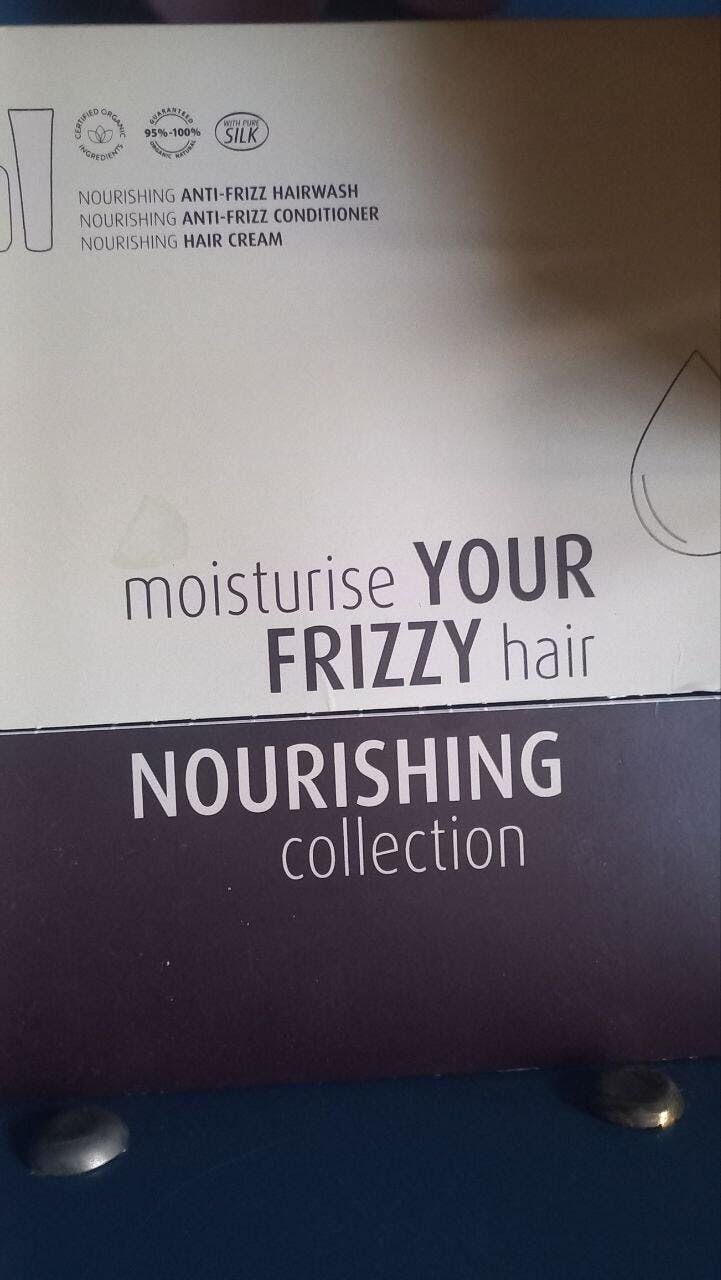 CERTIFIED ORGANIC
INGREDIENTS
GUARANTEED
95%-100%
ORGANIC NATURAL
WITH PURE
SILK
NOURISHING ANTI-FRIZZ HAIRWASH
NOURISHING ANTI-FRIZZ CONDITIONER
NOURISHING HAIR CREAM
moisturise YOUR
FRIZZY hair
NOURISHING
collection